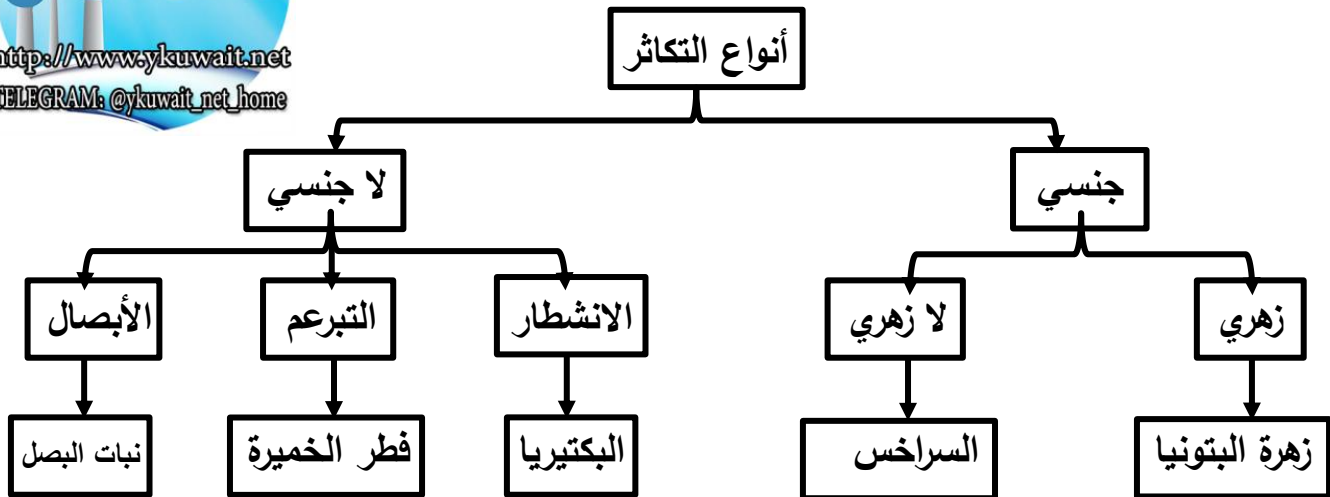 http://www.ykuwait.net
TELEGRAM: @ykuwait_net_home
أنواع التكاثر
جنسي
لا جنسي
زهري
لا زهري
الانشطار
التبرعم
الأبصال
زهرة البتونيا
السراخس
البكتيريا
فطر الخميرة
نبات البصل